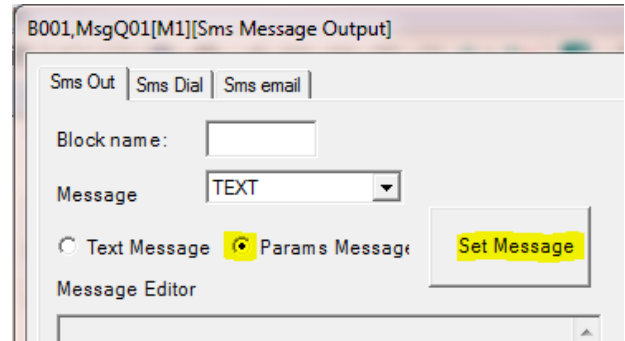 B001,MsgQ01[M1][Sms Message Output]
Sms Out Sms Dial Sms email
Block name:
Message TEXT
Text Message Params Message Set Message
Message Editor